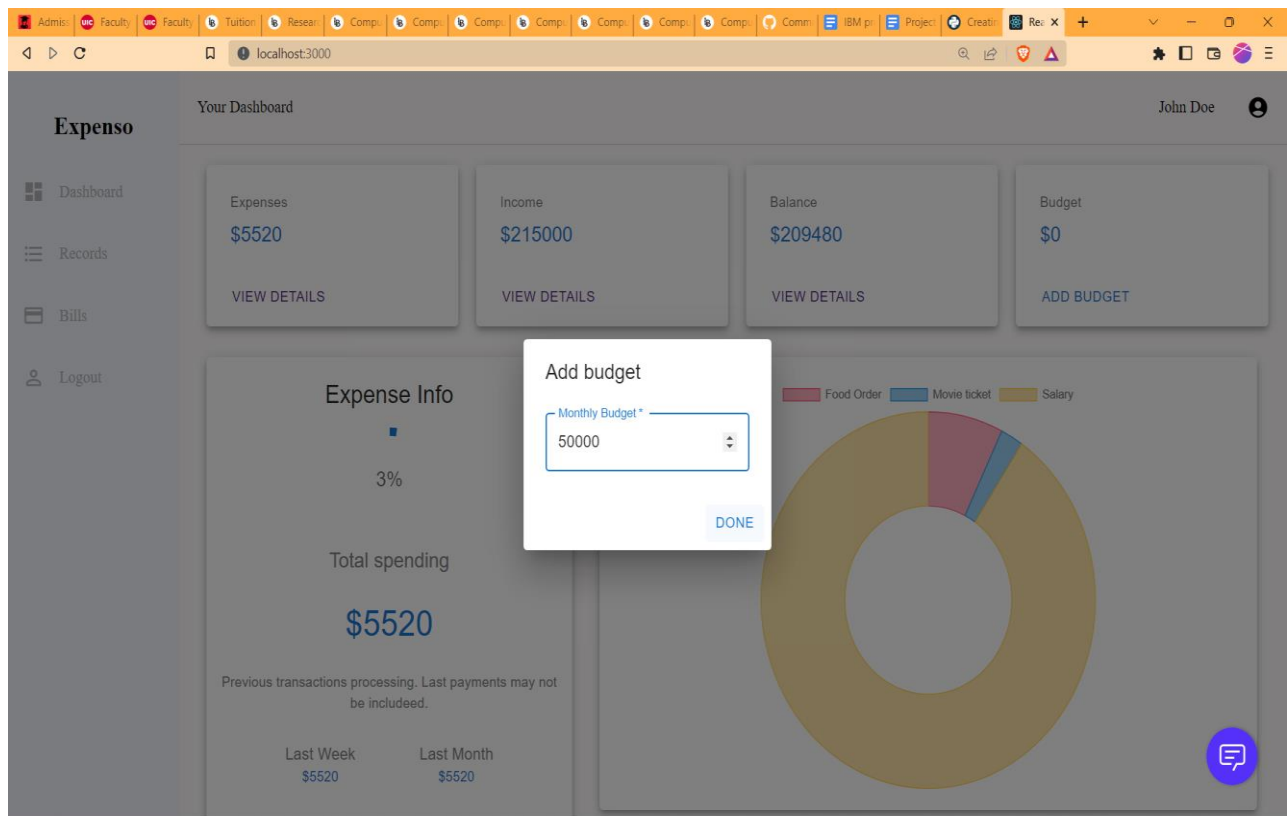 Admiss Faculty Faculty Tuition Resear Compu Compu Compu Compu Compu Compu Compu Comm IBM pr Project Creatin Rea
localhost:3000
Expenso
Your Dashboard
John Doe
Dashboard
Records
Bills
Logout
Expenses
$5520
VIEW DETAILS
Income
$215000
VIEW DETAILS
Balance
$209480
VIEW DETAILS
Budget
$0
ADD BUDGET
Add budget
Monthly Budget *
50000
DONE
Expense Info
3%
Total spending
$5520
Previous transactions processing. Last payments may not
be includeed.
Last Week
$5520
Last Month
$5520
Food Order Movie ticket Salary